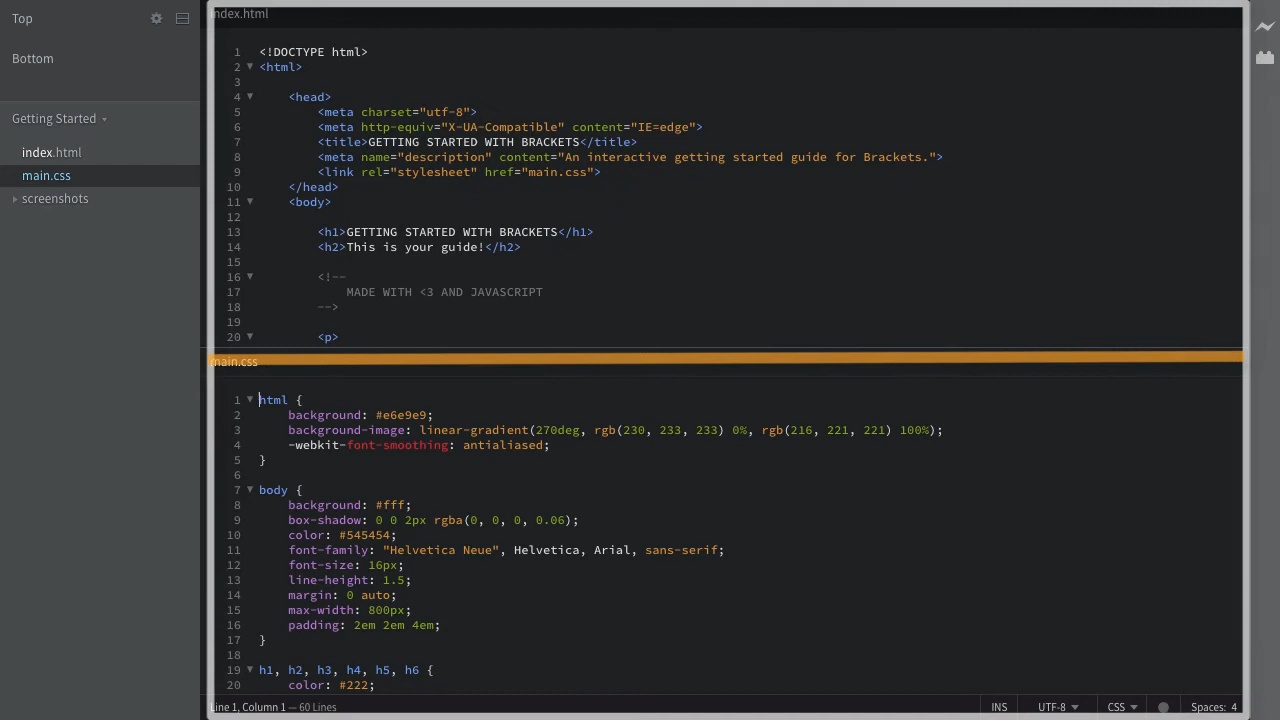 Top
Bottom
Getting Started
index.html
main.css
screenshots
index.html
1 <!DOCTYPE html>
2 <html>
3
4 <head>
5 <meta charset="utf-8">
6 <meta http-equiv="X-UA-Compatible" content="IE=edge">
7 <title>GETTING STARTED WITH BRACKETS</title>
8 <meta name="description" content="An interactive getting started guide for Brackets.">
9 <link rel="stylesheet" href="main.css">
10 </head>
11 <body>
12
13 <h1>GETTING STARTED WITH BRACKETS</h1>
14 <h2>This is your guide!</h2>
15
16 <!--
17 MADE WITH <3 AND JAVASCRIPT
18 -->
19
20 <p>
main.css
1 html {
2 background: #e6e9e9;
3 background-image: linear-gradient(270deg, rgb(230, 233, 233) 0%, rgb(216, 221, 221) 100%);
4 -webkit-font-smoothing: antialiased;
5 }
6
7 body {
8 background: #fff;
9 box-shadow: 0 0 2px rgba(0, 0, 0, 0.06);
10 color: #545454;
11 font-family: "Helvetica Neue", Helvetica, Arial, sans-serif;
12 font-size: 16px;
13 line-height: 1.5;
14 margin: 0 auto;
15 max-width: 800px;
16 padding: 2em 2em 4em;
17 }
18
19 h1, h2, h3, h4, h5, h6 {
20 color: #222;
Line 1, Column 1 — 60 Lines INS UTF-8 CSS Spaces: 4